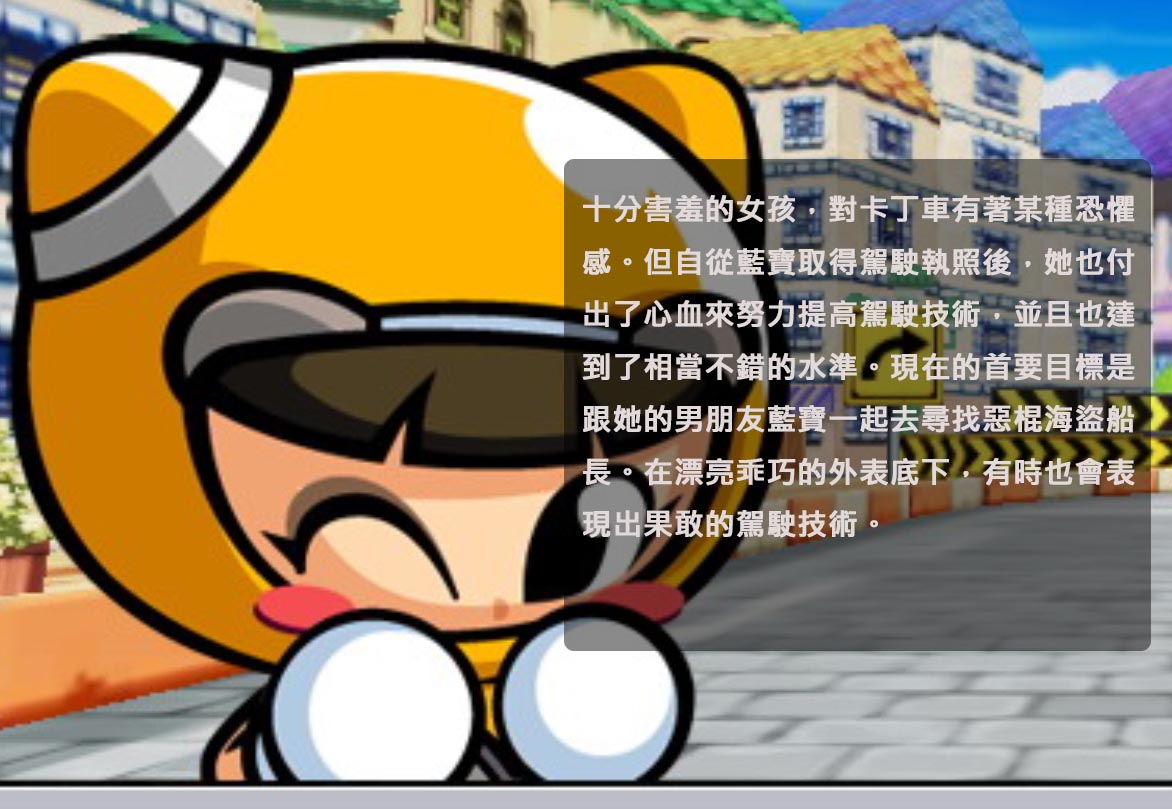 十分害羞的女孩，對卡丁車有著某種恐懼
感。但自從藍寶取得駕駛執照後，她也付
出了心血來努力提高駕駛技術，並且也達
到了相當不錯的水準。現在的首要目標是
跟她的男朋友藍寶一起去尋找惡棍海盜船
長。在漂亮乖巧的外表底下，有時也會表
現出果敢的駕駛技術。